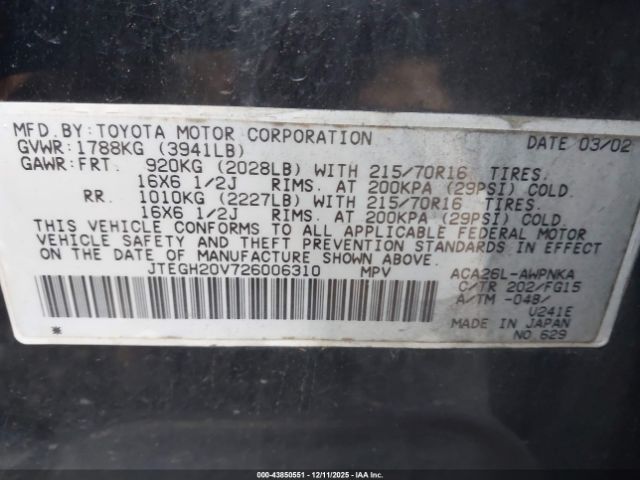 MFD.BY:TOYOTA MOTOR CORPORATION DATE 03/02
GVWR:1788KG (3941LB)
GAWR:FRT. 920KG (2028LB) WITH 215/70R16 TIRES.
16X6 1/2J RIMS. AT 200KPA (29PSI) COLD.
RR. 1010KG (2227LB) WITH 215/70R16 TIRES.
16X6 1/2J RIMS. AT 200KPA (29PSI) COLD.
THIS VEHICLE CONFORMS TO ALL APPLICABLE FEDERAL MOTOR
VEHICLE SAFETY AND THEFT PREVENTION STANDARDS IN EFFECT
ON THE DATE OF MANUFACTURE SHOWN ABOVE.
JTEGH20V726006310 MPV ACA26L-AWPNKA
C/TR 202/FG15
A/TM -04B/
U241E
MADE IN JAPAN
NO 629
000-43850551 - 12/11/2025 - IAA, Inc.